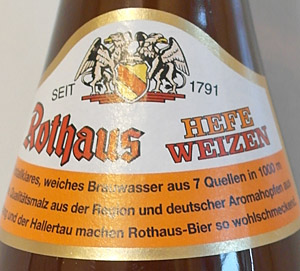 SEIT 1791
Rothaus
HEFE
WEIZEN
weiches Brauwasser aus 7 Quellen in 1000 m
Qualitätsmalz aus der Region und deutscher Aromahopfen aus
und der Hallertau machen Rothaus-Bier so wohlschmeckend